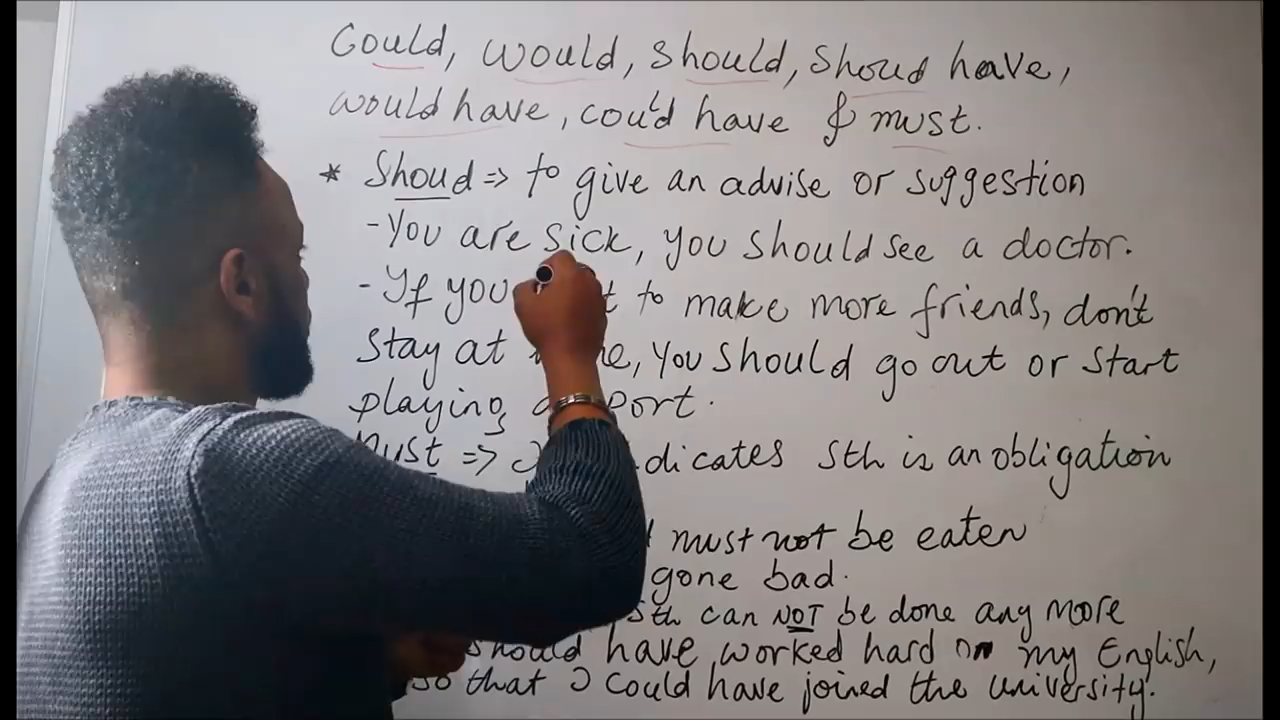 Could, would, should, shoud have,
would have, could have & must.
* Shoud => to give an advise or suggestion
- You are sick, you should see a doctor.
- If you to make more friends, don't
stay at you should go out or start
playing
Must => sth is an obligation
must not be eaten
gone bad.
sth can NOT be done any more
should have worked hard on my English,
so that I could have joined the university.